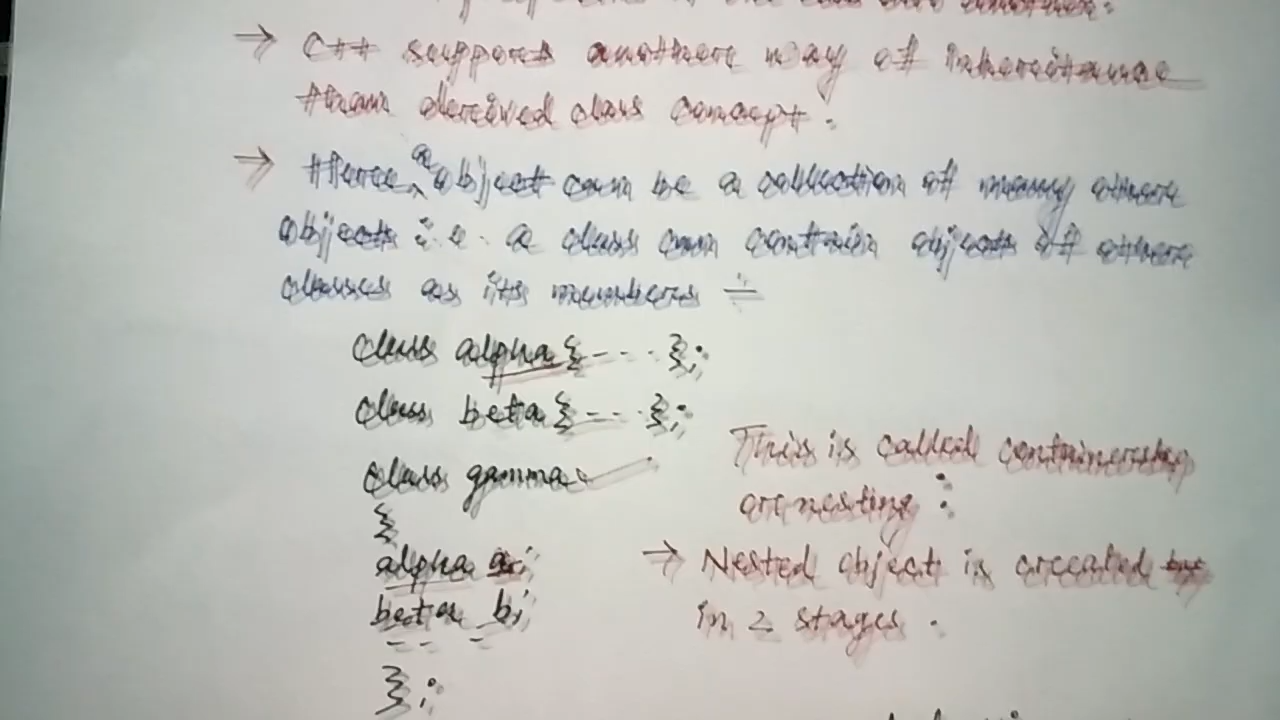 → C++ supports another way of inheritance
than derived class concept.
→ Here a object can be a collection of many other
objects i.e. a class can contain objects of other
classes as its members ÷
class alpha {--- };
class beta {--- };
class gamma
{
alpha a;
beta b;
-- -
};
This is called containership
or nesting :
→ Nested object is created
in 2 stages.